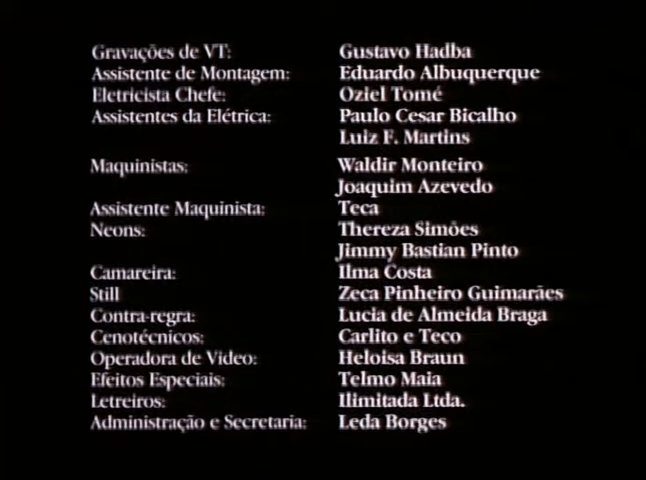 Gravações de VT: Gustavo Hadba
Assistente de Montagem: Eduardo Albuquerque
Eletricista Chefe: Oziel Tomé
Assistentes da Elétrica: Paulo Cesar Bicalho
Luiz F. Martins
Maquinistas: Waldir Monteiro
Joaquim Azevedo
Assistente Maquinista: Teca
Neons: Thereza Simões
Jimmy Bastian Pinto
Camareira: Ilma Costa
Still Zeca Pinheiro Guimarães
Contra-regra: Lucia de Almeida Braga
Cenotécnicos: Carlito e Teco
Operadora de Video: Heloisa Braun
Efeitos Especiais: Telmo Maia
Letreiros: Ilimitada Ltda.
Administração e Secretaria: Leda Borges